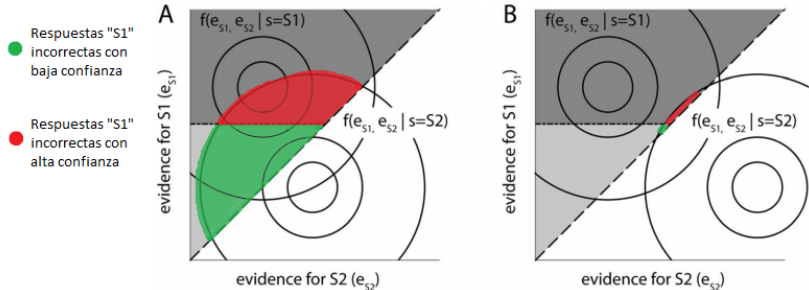 Respuestas "S1"
incorrectas con
baja confianza
Respuestas "S1"
incorrectas con
alta confianza
A
f(eS1, eS2 | s=S1)
f(eS1, eS2 | s=S2)
evidence for S1 (eS1)
evidence for S2 (eS2)
B
f(eS1, eS2 | s=S1)
f(eS1, eS2 | s=S2)
evidence for S1 (eS1)
evidence for S2 (eS2)